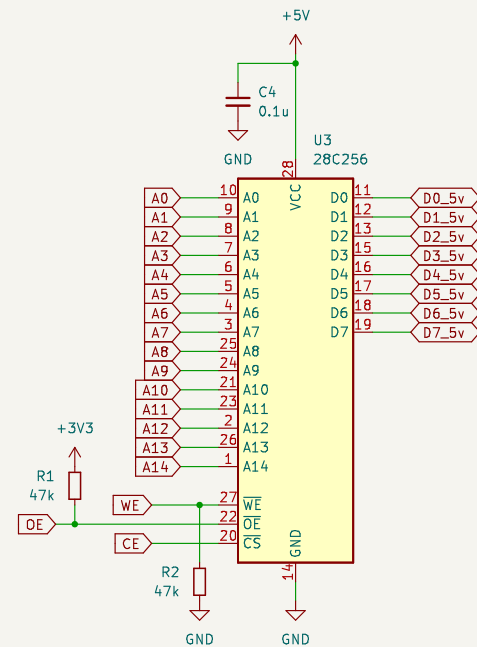 +5V
C4
0.1u
GND
U3
28C256
28
VCC
A0 10 A0 D0 11 D0_5v
A1 9 A1 D1 12 D1_5v
A2 8 A2 D2 13 D2_5v
A3 7 A3 D3 15 D3_5v
A4 6 A4 D4 16 D4_5v
A5 5 A5 D5 17 D5_5v
A6 4 A6 D6 18 D6_5v
A7 3 A7 D7 19 D7_5v
A8 25 A8
A9 24 A9
A10 21 A10
A11 23 A11
A12 2 A12
A13 26 A13
A14 1 A14
+3V3
R1
47k
WE 27 WE
OE 22 OE
CE 20 CS
GND
14
R2
47k
GND
GND